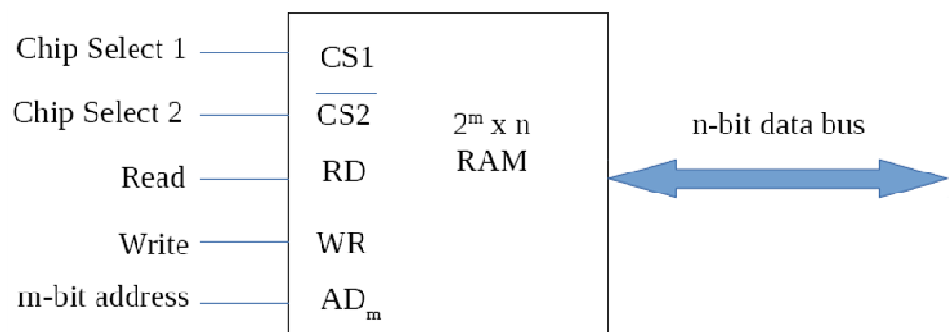 Chip Select 1
CS1
Chip Select 2
CS2
2ᵐ x n
RAM
n-bit data bus
Read
RD
Write
WR
m-bit address
ADₘ